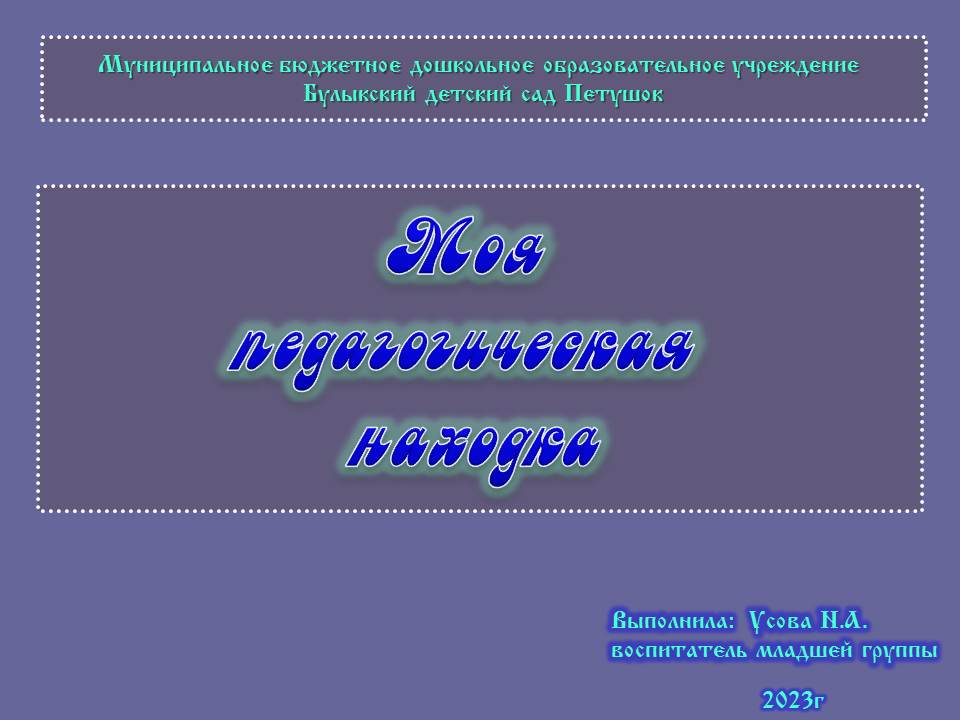 Муниципальное бюджетное дошкольное образовательное учреждение
Булыкский детский сад Петушок
Моя
педагогическая
находка
Выполнила: Усова Н.А.
воспитатель младшей группы
2023г